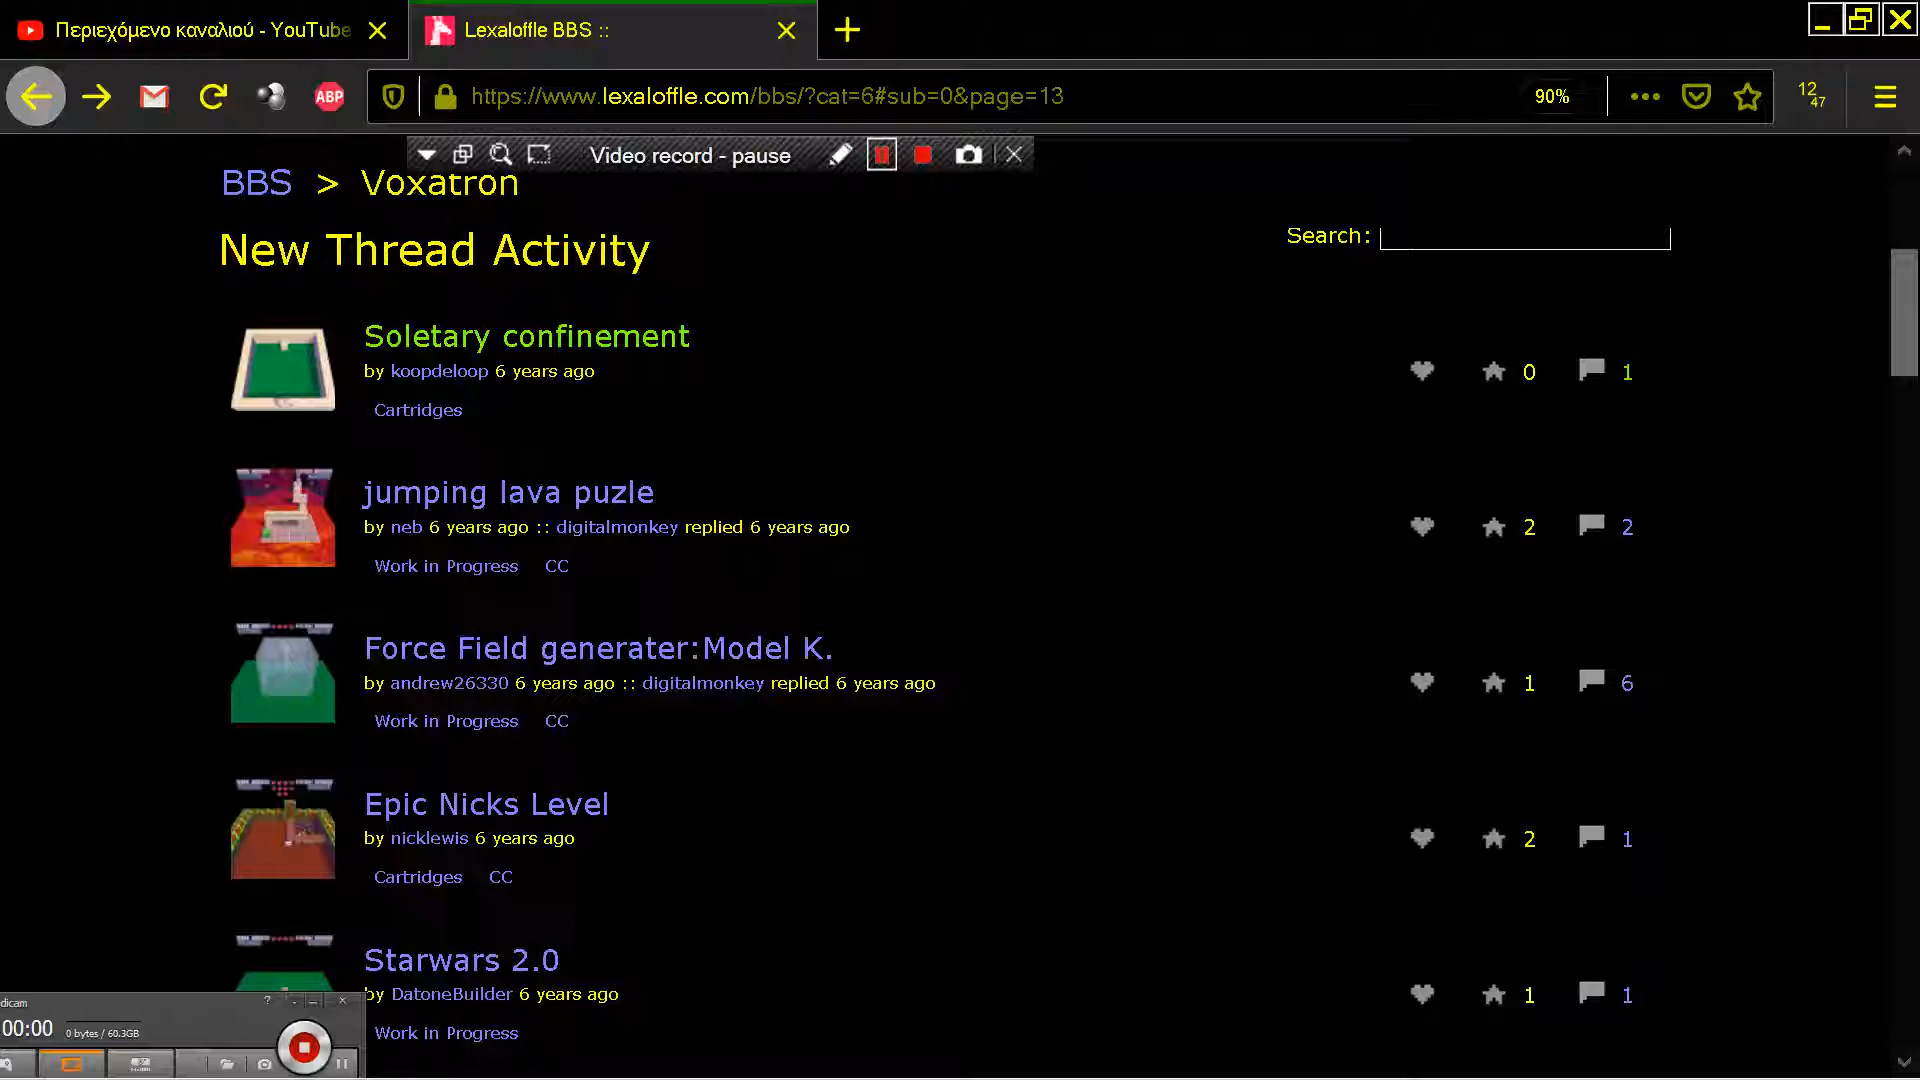 Περιεχόμενο καναλιού - YouTube
Lexaloffle BBS ::
ABP
https://www.lexaloffle.com/bbs/?cat=6#sub=0&page=13
90%
12
47
Video record - pause
BBS > Voxatron
New Thread Activity
Search:
Soletary confinement
by koopdeloop 6 years ago
0
1
Cartridges
jumping lava puzle
by neb 6 years ago :: digitalmonkey replied 6 years ago
2
2
Work in Progress CC
Force Field generater:Model K.
by andrew26330 6 years ago :: digitalmonkey replied 6 years ago
1
6
Work in Progress CC
Epic Nicks Level
by nicklewis 6 years ago
2
1
Cartridges CC
Starwars 2.0
by DatoneBuilder 6 years ago
1
1
Work in Progress
dicam
?
00:00
0 bytes / 60.3GB